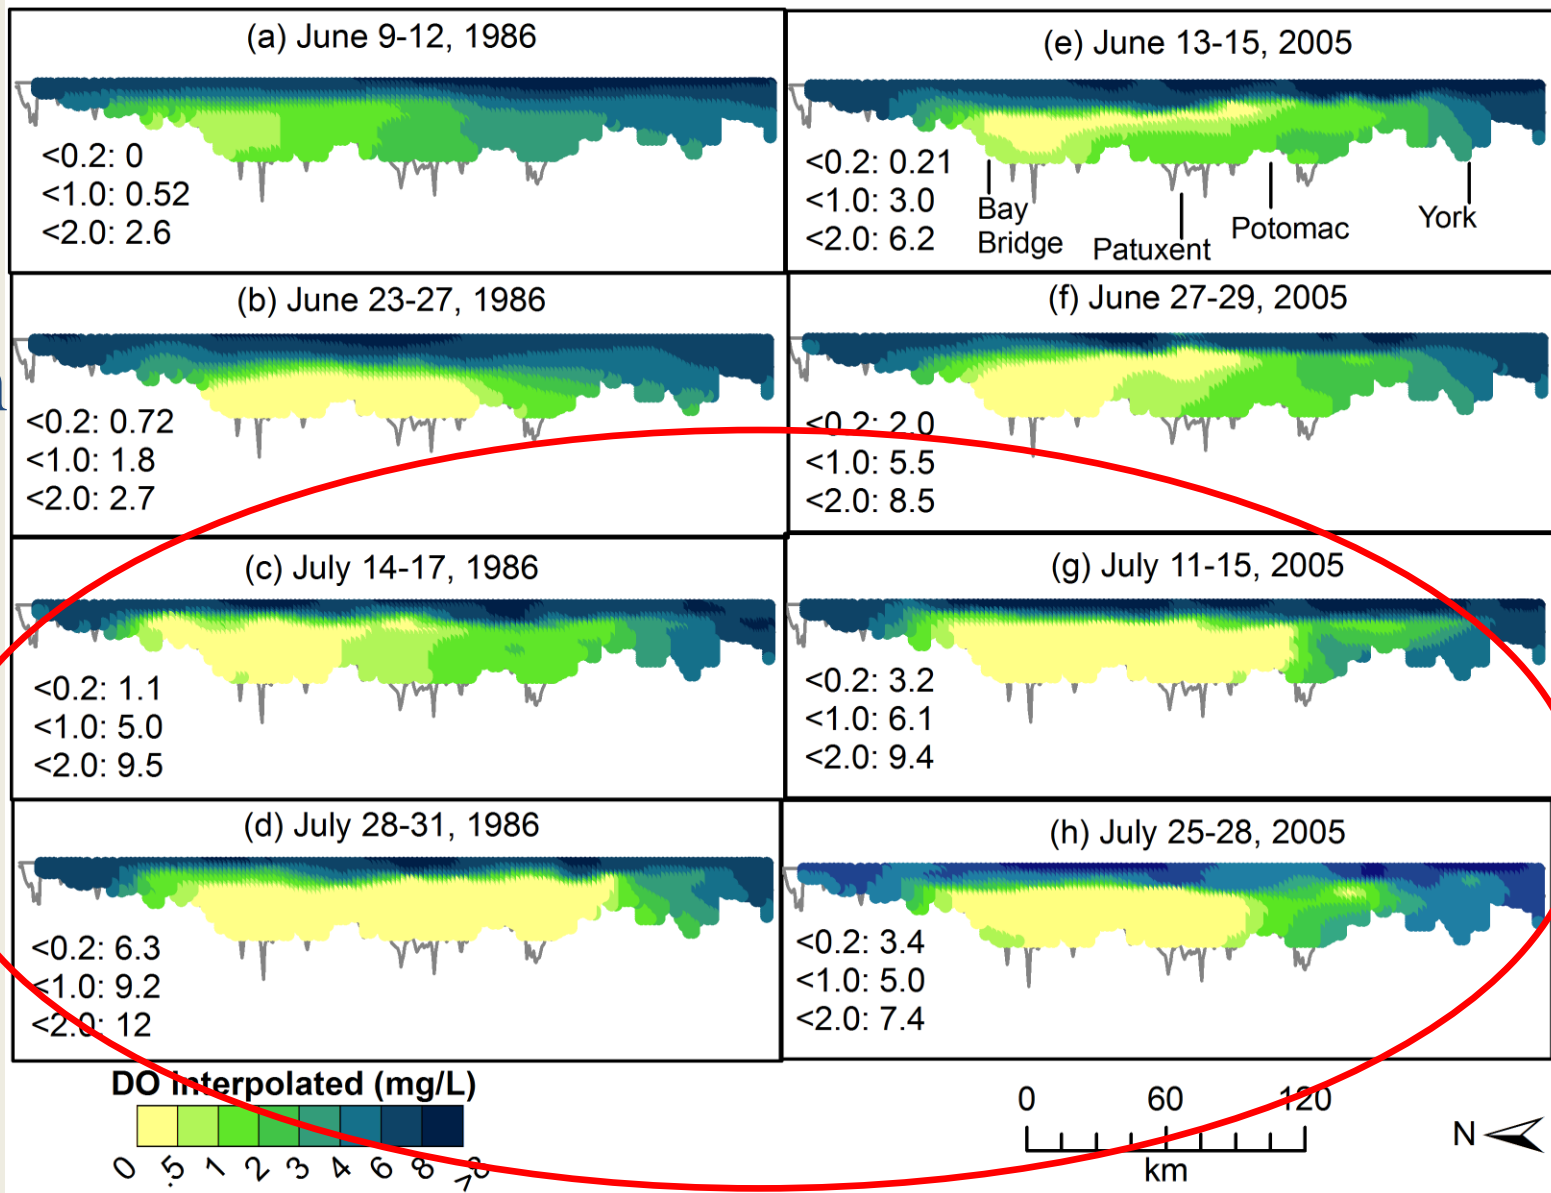 (a) June 9-12, 1986
<0.2: 0
<1.0: 0.52
<2.0: 2.6
(e) June 13-15, 2005
<0.2: 0.21
<1.0: 3.0
<2.0: 6.2
Bay
Bridge
Patuxent
Potomac
York
(b) June 23-27, 1986
<0.2: 0.72
<1.0: 1.8
<2.0: 2.7
(f) June 27-29, 2005
<0.2: 2.0
<1.0: 5.5
<2.0: 8.5
(c) July 14-17, 1986
<0.2: 1.1
<1.0: 5.0
<2.0: 9.5
(g) July 11-15, 2005
<0.2: 3.2
<1.0: 6.1
<2.0: 9.4
(d) July 28-31, 1986
<0.2: 6.3
<1.0: 9.2
<2.0: 12
(h) July 25-28, 2005
<0.2: 3.4
<1.0: 5.0
<2.0: 7.4
DO interpolated (mg/L)
0 .5 1 2 3 4 6 8 >8
0 60 120
km
N